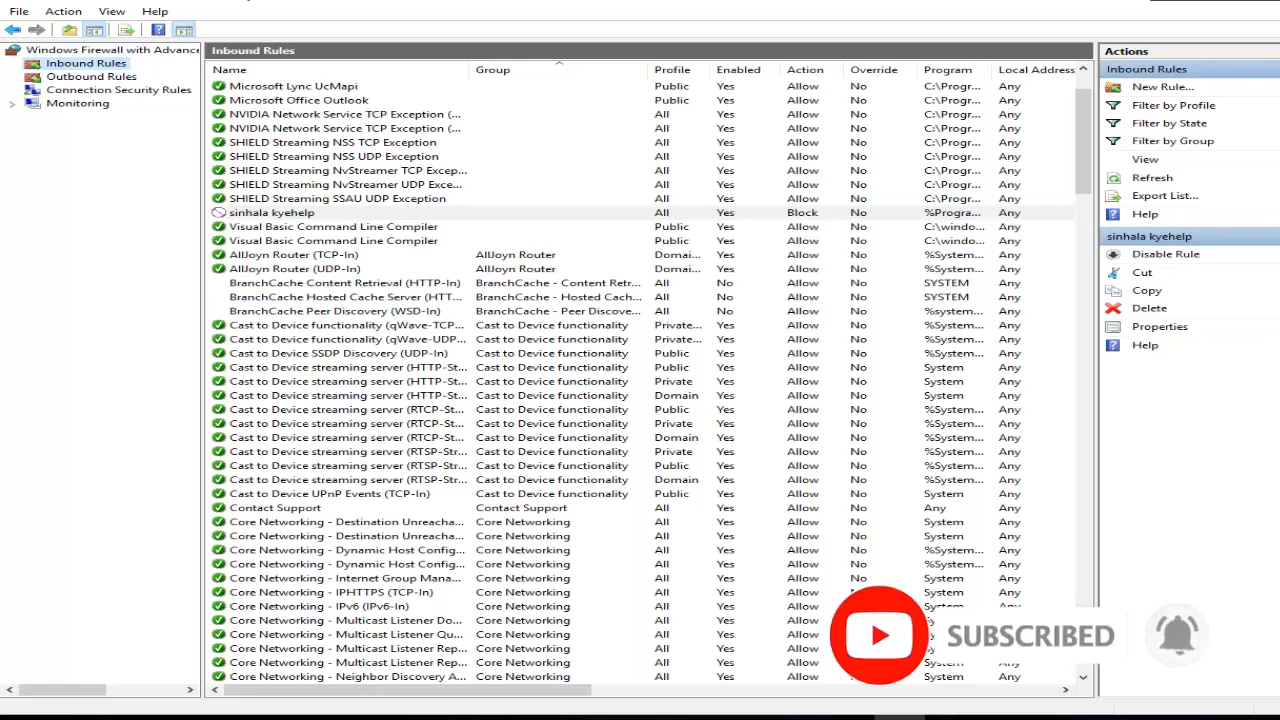 File Action View Help
Windows Firewall with Advance
Inbound Rules
Outbound Rules
Connection Security Rules
Monitoring
Inbound Rules
Name Group Profile Enabled Action Override Program Local Address
Microsoft Lync UcMapi Public Yes Allow No C:\Progr... Any
Microsoft Office Outlook Public Yes Allow No C:\Progr... Any
NVIDIA Network Service TCP Exception (... All Yes Allow No C:\Progr... Any
NVIDIA Network Service TCP Exception (... All Yes Allow No C:\Progr... Any
SHIELD Streaming NSS TCP Exception All Yes Allow No C:\Progr... Any
SHIELD Streaming NSS UDP Exception All Yes Allow No C:\Progr... Any
SHIELD Streaming NvStreamer TCP Excep... All Yes Allow No C:\Progr... Any
SHIELD Streaming NvStreamer UDP Exce... All Yes Allow No C:\Progr... Any
SHIELD Streaming SSAU UDP Exception All Yes Allow No C:\Progr... Any
sinhala kyehelp All Yes Block No %Progra... Any
Visual Basic Command Line Compiler Public Yes Allow No C:\windo... Any
Visual Basic Command Line Compiler Public Yes Allow No C:\windo... Any
AllJoyn Router (TCP-In) AllJoyn Router Domai... Yes Allow No %System... Any
AllJoyn Router (UDP-In) AllJoyn Router Domai... Yes Allow No %System... Any
BranchCache Content Retrieval (HTTP-In) BranchCache - Content Retr... All No Allow No SYSTEM Any
BranchCache Hosted Cache Server (HTT... BranchCache - Hosted Cach... All No Allow No SYSTEM Any
BranchCache Peer Discovery (WSD-In) BranchCache - Peer Discove... All No Allow No %system... Any
Cast to Device functionality (qWave-TCP... Cast to Device functionality Private... Yes Allow No %System... Any
Cast to Device functionality (qWave-UDP... Cast to Device functionality Private... Yes Allow No %System... Any
Cast to Device SSDP Discovery (UDP-In) Cast to Device functionality Public Yes Allow No %System... Any
Cast to Device streaming server (HTTP-St... Cast to Device functionality Public Yes Allow No System Any
Cast to Device streaming server (HTTP-St... Cast to Device functionality Private Yes Allow No System Any
Cast to Device streaming server (HTTP-St... Cast to Device functionality Domain Yes Allow No System Any
Cast to Device streaming server (RTCP-St... Cast to Device functionality Public Yes Allow No %System... Any
Cast to Device streaming server (RTCP-St... Cast to Device functionality Private Yes Allow No %System... Any
Cast to Device streaming server (RTCP-St... Cast to Device functionality Domain Yes Allow No %System... Any
Cast to Device streaming server (RTSP-Str... Cast to Device functionality Private Yes Allow No %System... Any
Cast to Device streaming server (RTSP-Str... Cast to Device functionality Public Yes Allow No %System... Any
Cast to Device streaming server (RTSP-Str... Cast to Device functionality Domain Yes Allow No %System... Any
Cast to Device UPnP Events (TCP-In) Cast to Device functionality Public Yes Allow No System Any
Contact Support Contact Support All Yes Allow No Any Any
Core Networking - Destination Unreacha... Core Networking All Yes Allow No System Any
Core Networking - Destination Unreacha... Core Networking All Yes Allow No System Any
Core Networking - Dynamic Host Config... Core Networking All Yes Allow No %System... Any
Core Networking - Dynamic Host Config... Core Networking All Yes Allow No %System... Any
Core Networking - Internet Group Mana... Core Networking All Yes Allow No System Any
Core Networking - IPHTTPS (TCP-In) Core Networking All Yes Allow System Any
Core Networking - IPv6 (IPv6-In) Core Networking All Yes Allow System Any
Core Networking - Multicast Listener Do... Core Networking All Yes Allow
Core Networking - Multicast Listener Qu... Core Networking All Yes Allow
Core Networking - Multicast Listener Rep... Core Networking All Yes Allow
Core Networking - Multicast Listener Rep... Core Networking All Yes Allow Any
Core Networking - Neighbor Discovery A... Core Networking All Yes Allow System Any
Actions
Inbound Rules
New Rule...
Filter by Profile
Filter by State
Filter by Group
View
Refresh
Export List...
Help
sinhala kyehelp
Disable Rule
Cut
Copy
Delete
Properties
Help
SUBSCRIBED